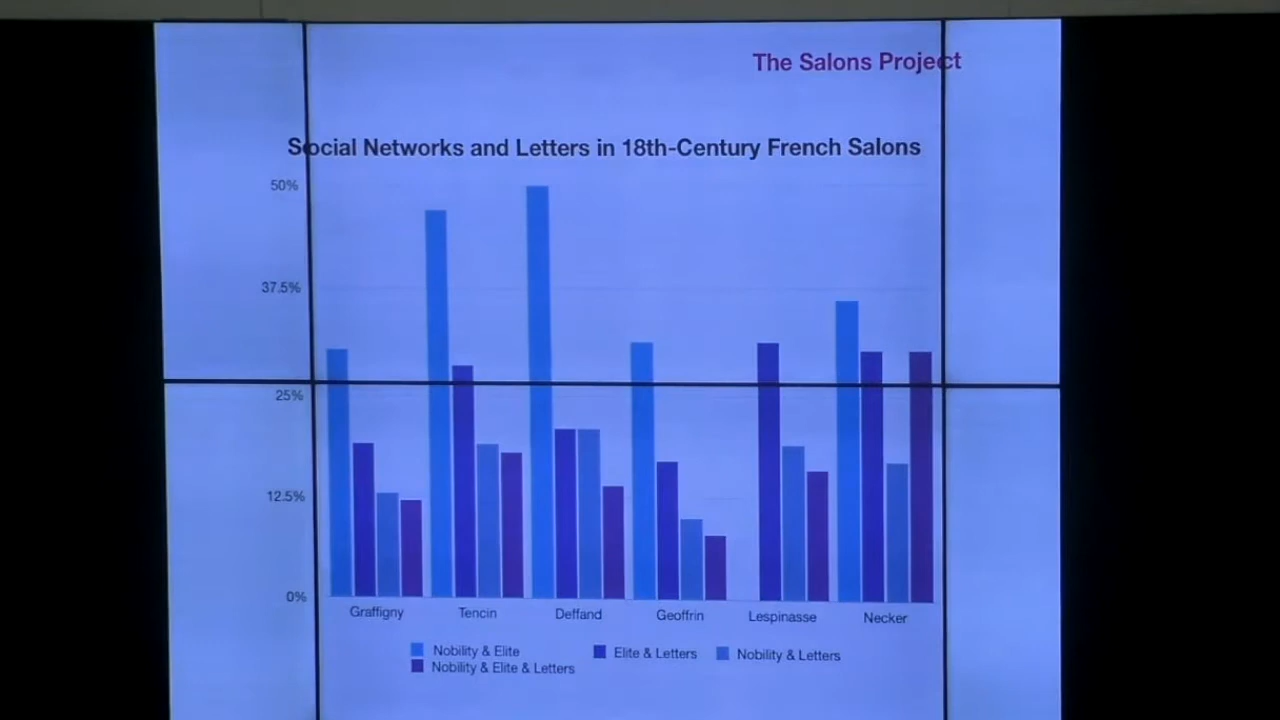 The Salons Project
Social Networks and Letters in 18th-Century French Salons
50%
37.5%
25%
12.5%
0%
Graffigny Tencin Deffand Geoffrin Lespinasse Necker
Nobility & Elite Elite & Letters Nobility & Letters
Nobility & Elite & Letters